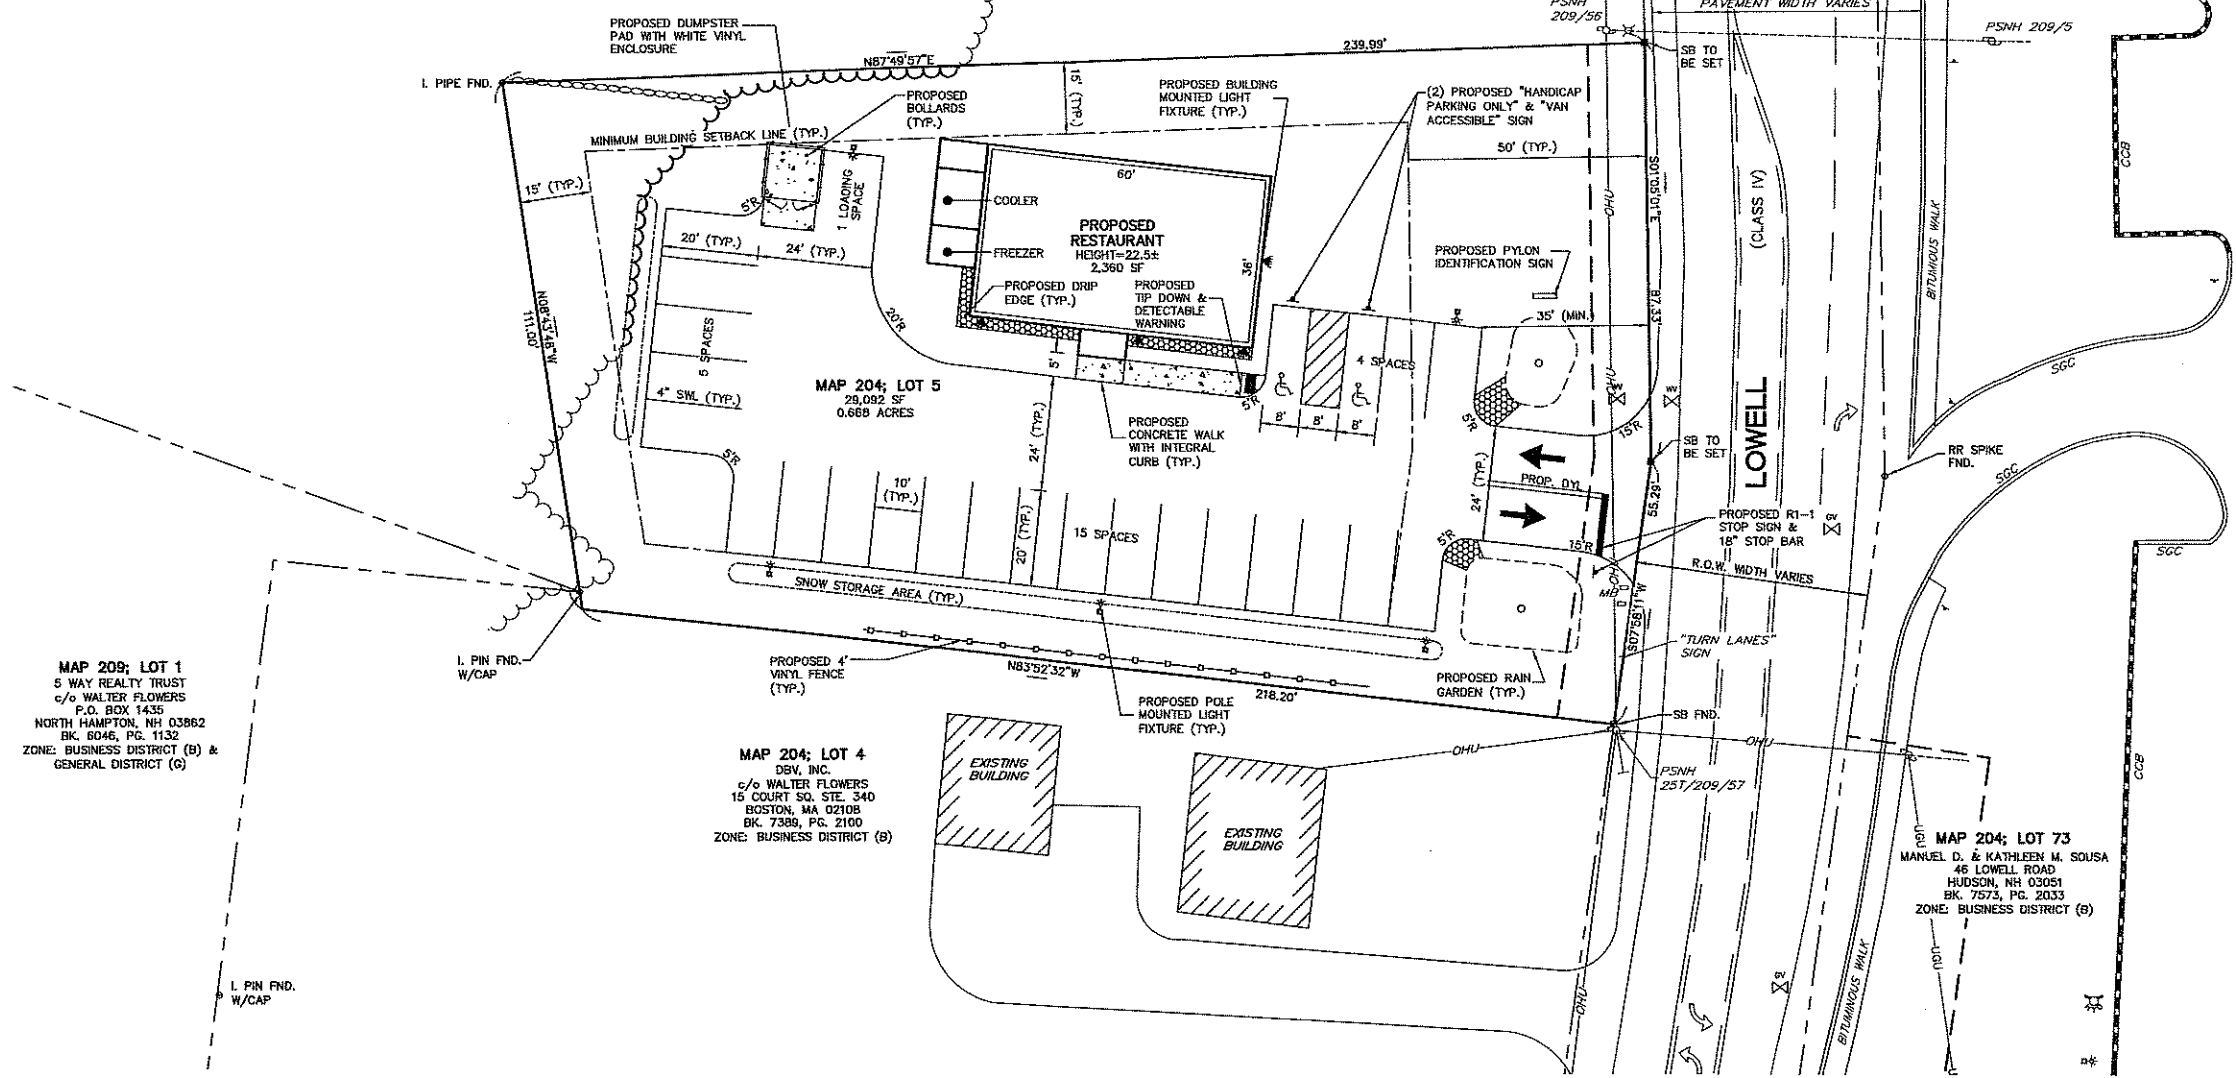 PROPOSED DUMPSTER
PAD WITH WHITE VINYL
ENCLOSURE
I. PIPE FND.
N87°49'57"E
239.99'
PSNH
209/56
PAVEMENT WIDTH VARIES
PSNH 209/5
SB TO
BE SET
PROPOSED
BOLLARDS
(TYP.)
15' (TYP.)
PROPOSED BUILDING
MOUNTED LIGHT
FIXTURE (TYP.)
(2) PROPOSED "HANDICAP
PARKING ONLY" & "VAN
ACCESSIBLE" SIGN
MINIMUM BUILDING SETBACK LINE (TYP.)
50' (TYP.)
15' (TYP.)
1 LOADING
SPACE
5'R
60'
COOLER
FREEZER
PROPOSED
RESTAURANT
HEIGHT=22.5±
2,360 SF
36'
20' (TYP.)
24' (TYP.)
PROPOSED DRIP
EDGE (TYP.)
PROPOSED
TIP DOWN &
DETECTABLE
WARNING
PROPOSED PYLON
IDENTIFICATION SIGN
S01°05'01"E
87.33'
OHU
(CLASS IV)
LOWELL
BITUMIOUS WALK
CCB
N08°43'48"W
111.00'
5 SPACES
20'R
35' (MIN.)
4 SPACES
5'
MAP 204; LOT 5
29,092 SF
0.668 ACRES
4" SWL (TYP.)
5'R
8'
8'
8'
5'R
OHU
WV
WV
SGC
PROPOSED
CONCRETE WALK
WITH INTEGRAL
CURB (TYP.)
24' (TYP.)
15'R
SB TO
BE SET
RR SPIKE
FND.
SGC
5'R
10'
(TYP.)
24' (TYP.)
PROP. DYL
55.29'
PROPOSED R1-1
STOP SIGN &
18" STOP BAR
GV
20' (TYP.)
15 SPACES
5'R
15'R
SGC
SNOW STORAGE AREA (TYP.)
OHU
MB
R.O.W. WIDTH VARIES
S07°58'11"W
"TURN LANES"
SIGN
I. PIN FND.
W/CAP
PROPOSED 4'
VINYL FENCE
(TYP.)
N83°52'32"W
218.20'
PROPOSED RAIN
GARDEN (TYP.)
PROPOSED POLE
MOUNTED LIGHT
FIXTURE (TYP.)
SB FND.
MAP 209; LOT 1
5 WAY REALTY TRUST
c/o WALTER FLOWERS
P.O. BOX 1435
NORTH HAMPTON, NH 03862
BK. 6046, PG. 1132
ZONE: BUSINESS DISTRICT (B) &
GENERAL DISTRICT (G)
MAP 204; LOT 4
DBV, INC.
c/o WALTER FLOWERS
15 COURT SQ. STE. 340
BOSTON, MA 02108
BK. 7389, PG. 2100
ZONE: BUSINESS DISTRICT (B)
EXISTING
BUILDING
EXISTING
BUILDING
OHU
OHU
PSNH
25T/209/57
CCB
UGU
MAP 204; LOT 73
MANUEL D. & KATHLEEN M. SOUSA
46 LOWELL ROAD
HUDSON, NH 03051
BK. 7573, PG. 2033
ZONE: BUSINESS DISTRICT (B)
UGU
I. PIN FND.
W/CAP
OHU
GV
BITUMINOUS WALK